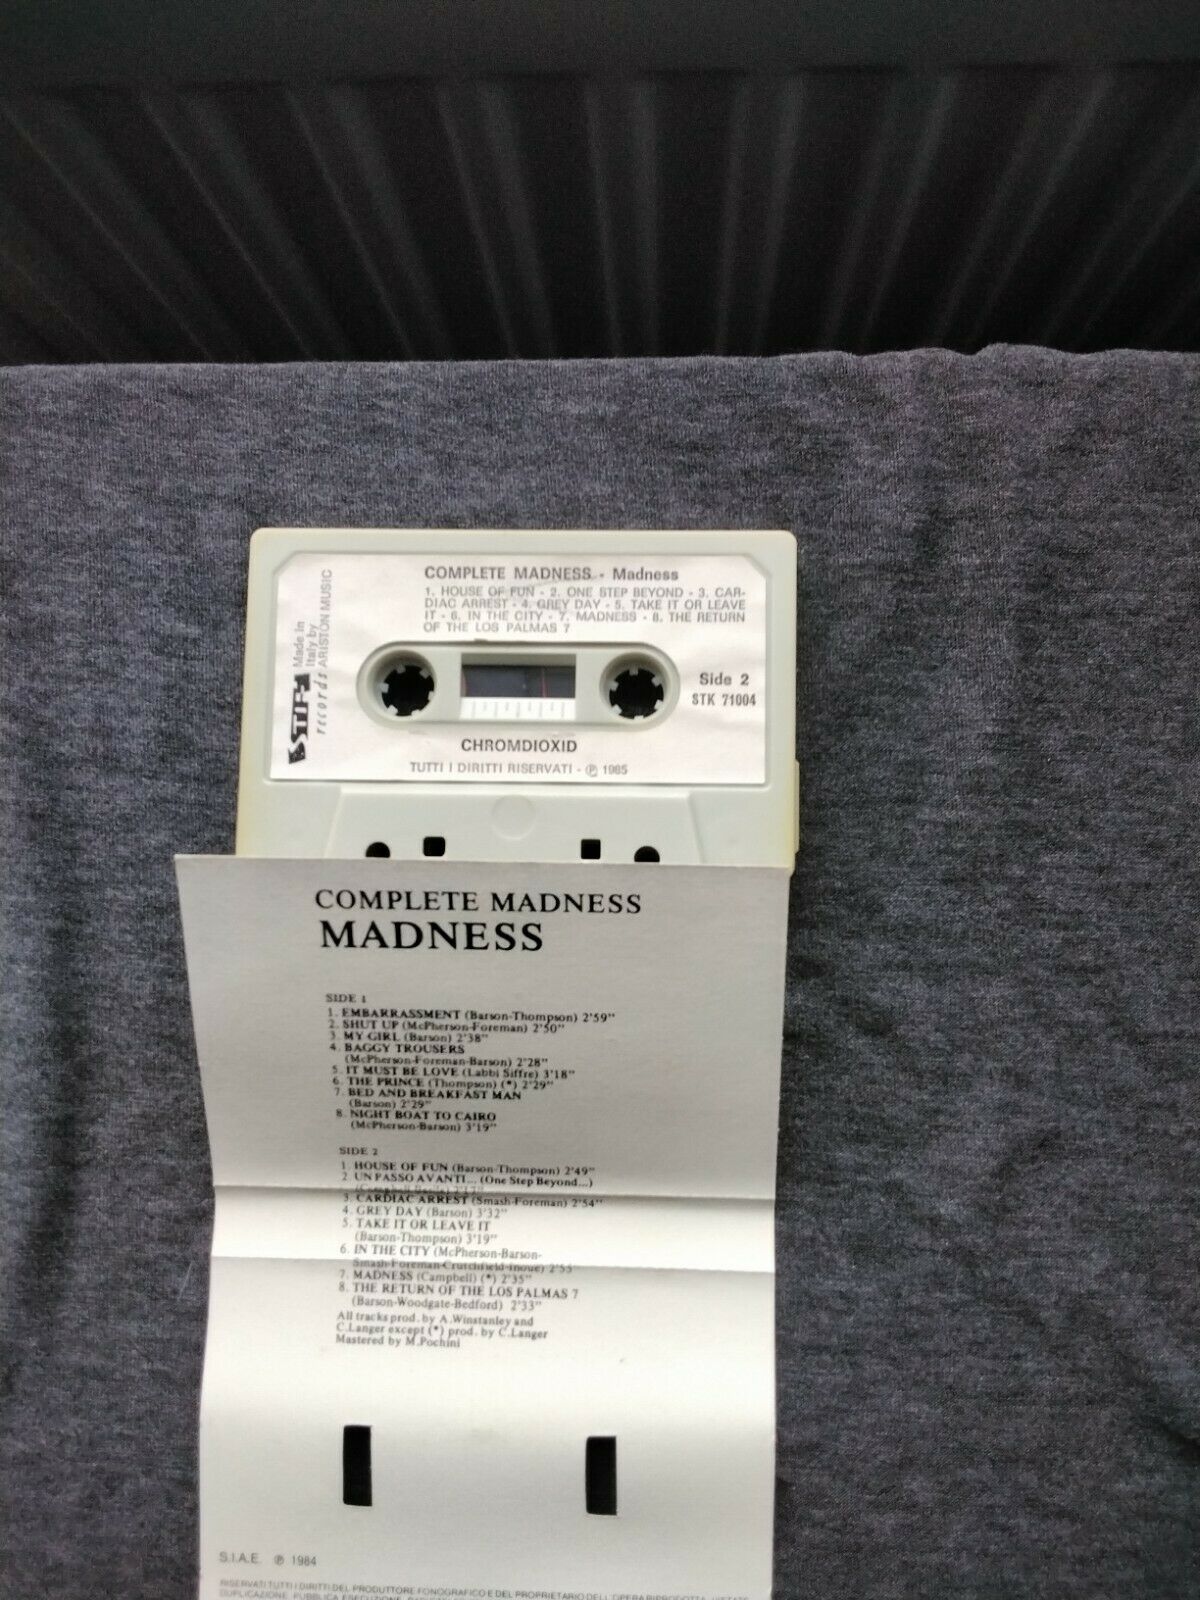 COMPLETE MADNESS - Madness
1. HOUSE OF FUN - 2. ONE STEP BEYOND - 3. CAR-
DIAC ARREST - 4. GREY DAY - 5. TAKE IT OR LEAVE
IT - 6. IN THE CITY - 7. MADNESS - 8. THE RETURN
OF THE LOS PALMAS 7
Made in
Italy by
ARISTON MUSIC
STIFF
records
Side 2
STK 71004
CHROMDIOXID
TUTTI I DIRITTI RISERVATI - ℗ 1985
COMPLETE MADNESS
MADNESS
SIDE 1
1. EMBARRASSMENT (Barson-Thompson) 2'59"
2. SHUT UP (McPherson-Foreman) 2'50"
3. MY GIRL (Barson) 2'38"
4. BAGGY TROUSERS
(McPherson-Foreman-Barson) 2'28"
5. IT MUST BE LOVE (Labbi Siffre) 3'18"
6. THE PRINCE (Thompson) (*) 2'29"
7. BED AND BREAKFAST MAN
(Barson) 2'29"
8. NIGHT BOAT TO CAIRO
(McPherson-Barson) 3'19"
SIDE 2
1. HOUSE OF FUN (Barson-Thompson) 2'49"
2 UN PASSO AVANTI... (One Step Beyond...)
3. CARDIAC ARREST (Smash-Foreman) 2'54"
4. GREY DAY (Barson) 3'32"
5. TAKE IT OR LEAVE IT
(Barson-Thompson) 3'19"
6. IN THE CITY (McPherson-Barson-
Smash-Foreman-Crutchfield-Inoue) 2'55"
7. MADNESS (Campbell) (*) 2'35"
8. THE RETURN OF THE LOS PALMAS 7
(Barson-Woodgate-Bedford) 2'33"
All tracks prod. by A.Winstanley and
C.Langer except (*) prod. by C.Langer
Mastered by M.Pochini
S.I.A.E. ℗ 1984
RISERVATI TUTTI I DIRITTI DEL PRODUTTORE FONOGRAFICO E DEL PROPRIETARIO DELL'OPERA RIPRODOTTA. VIETATE